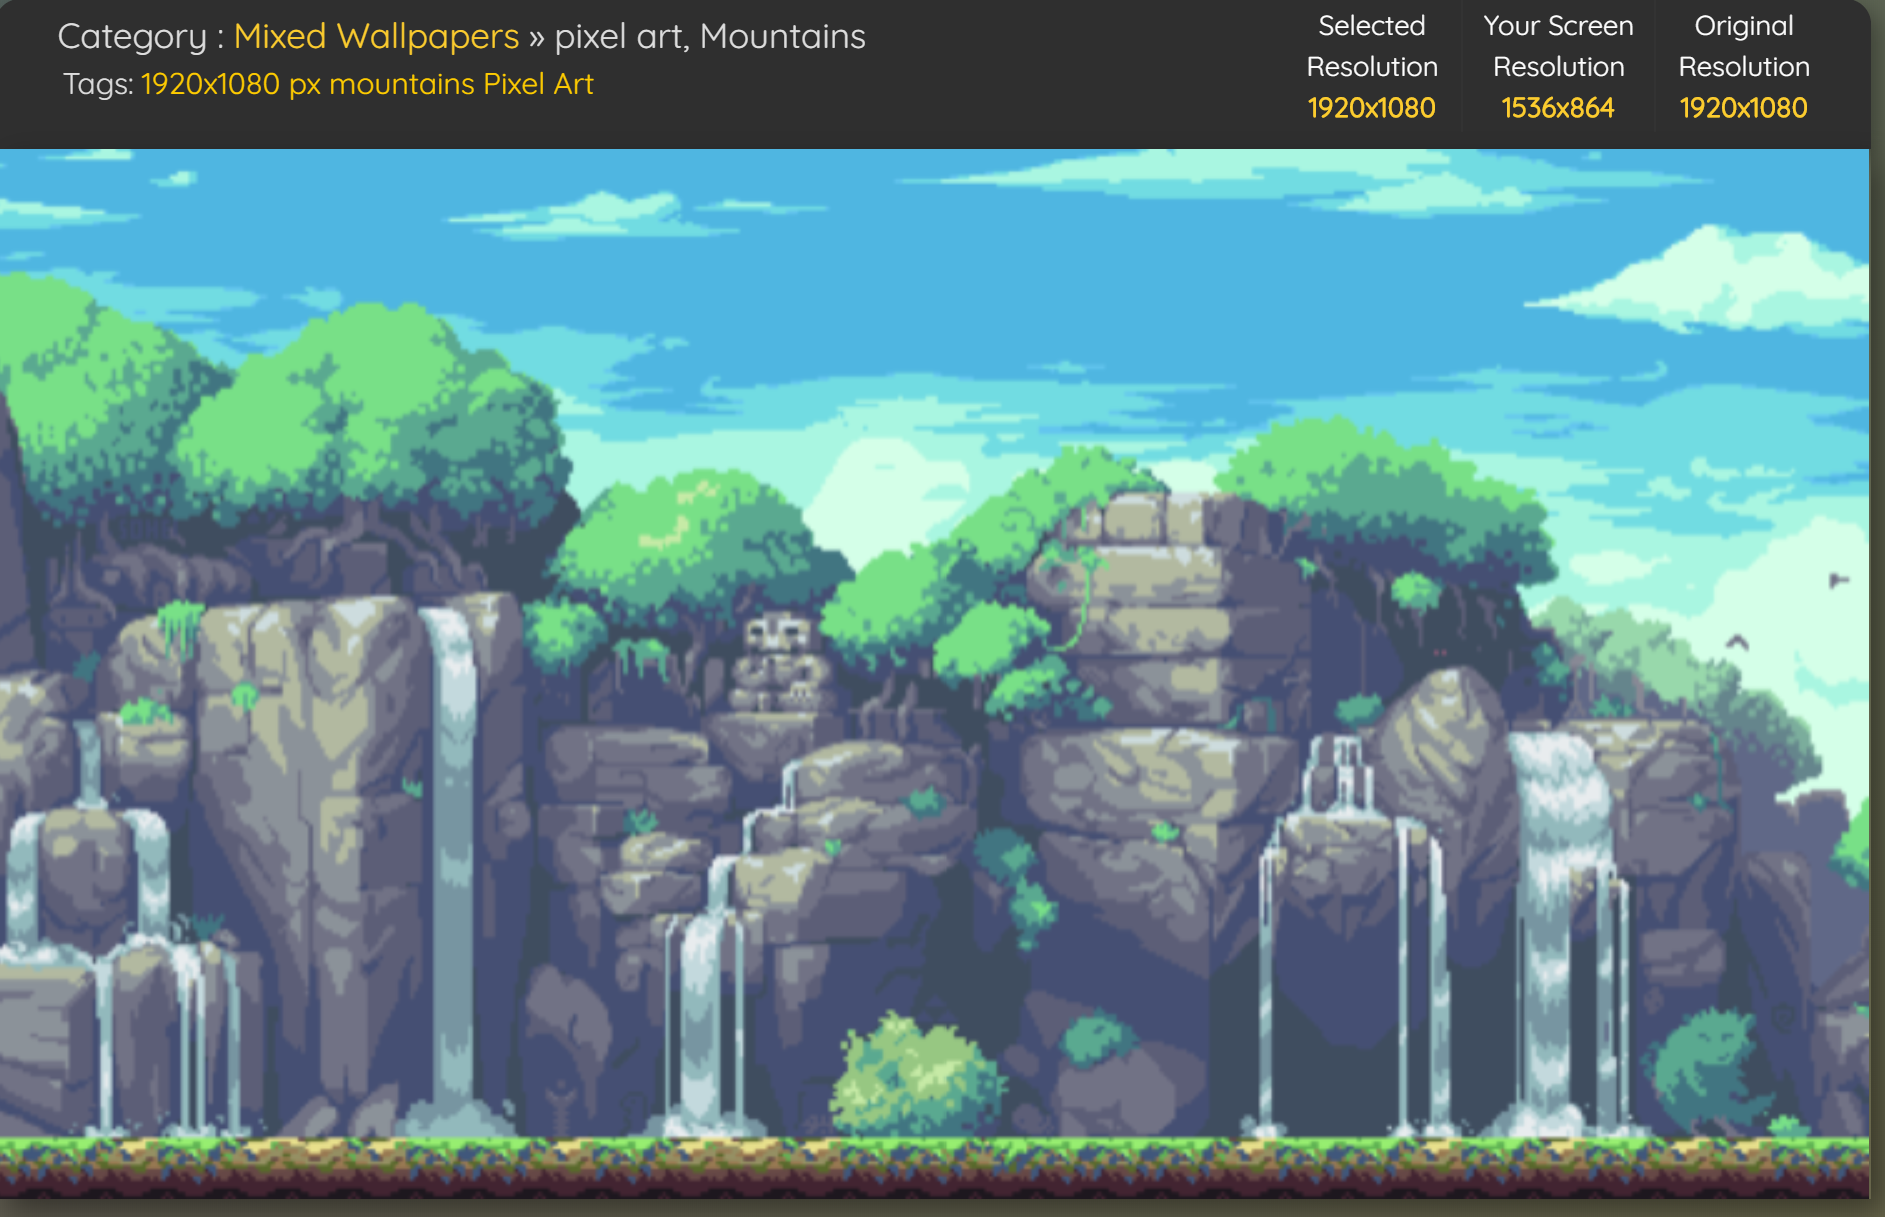 Category : Mixed Wallpapers » pixel art, Mountains
Tags: 1920x1080 px mountains Pixel Art
Selected Resolution
1920x1080
Your Screen Resolution
1536x864
Original Resolution
1920x1080